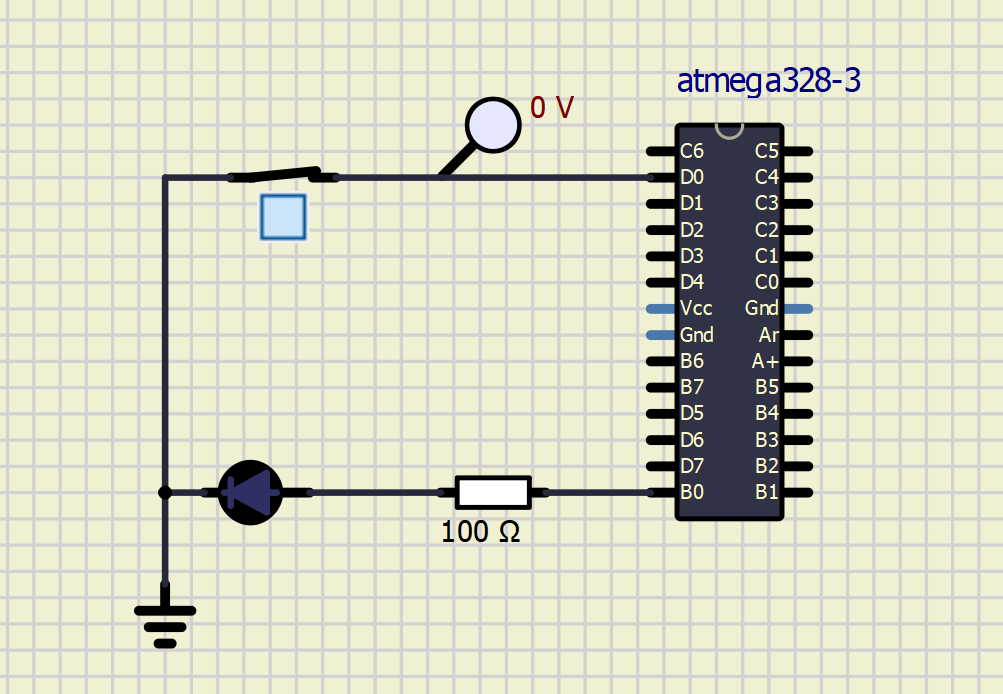 atmega328-3
0 V
C6 C5
D0 C4
D1 C3
D2 C2
D3 C1
D4 C0
Vcc Gnd
Gnd Ar
B6 A+
B7 B5
D5 B4
D6 B3
D7 B2
B0 B1
100 Ω